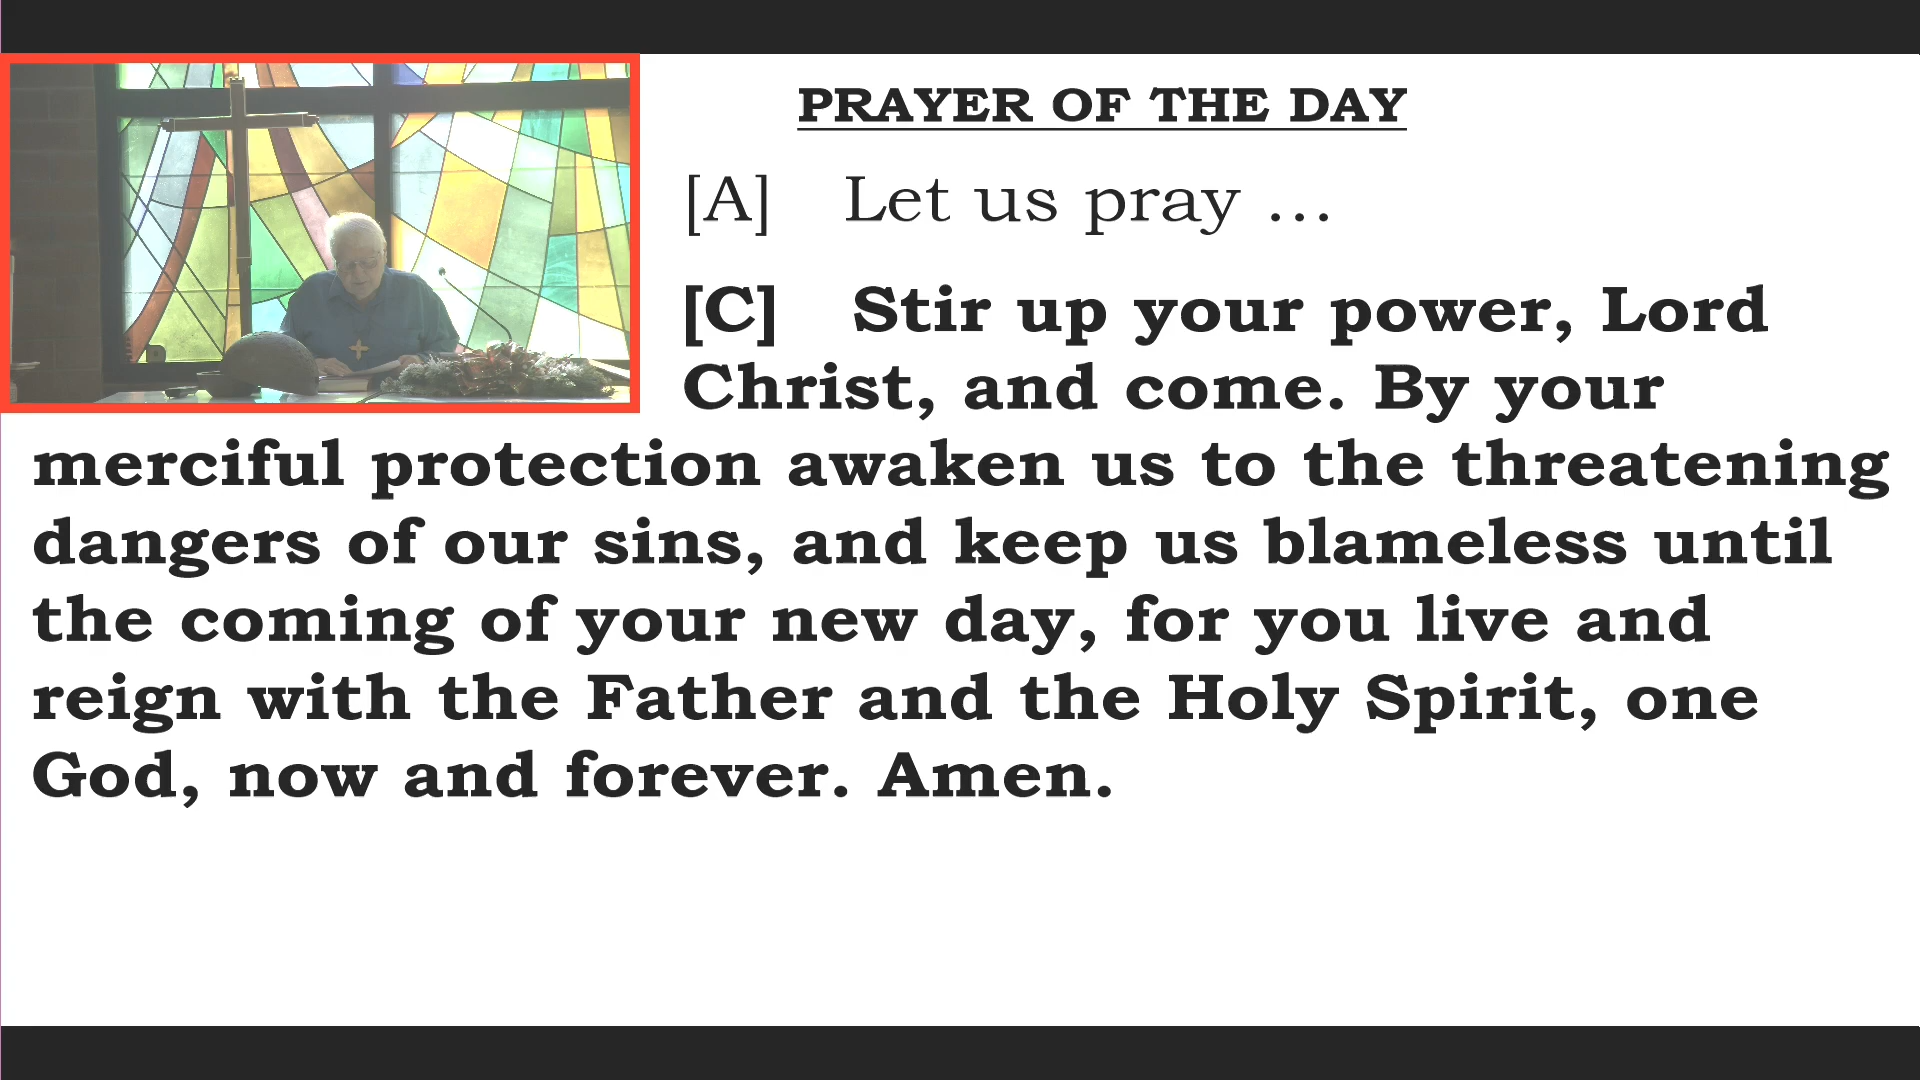 PRAYER OF THE DAY
[A] Let us pray ...
[C] Stir up your power, Lord
Christ, and come. By your
merciful protection awaken us to the threatening
dangers of our sins, and keep us blameless until
the coming of your new day, for you live and
reign with the Father and the Holy Spirit, one
God, now and forever. Amen.